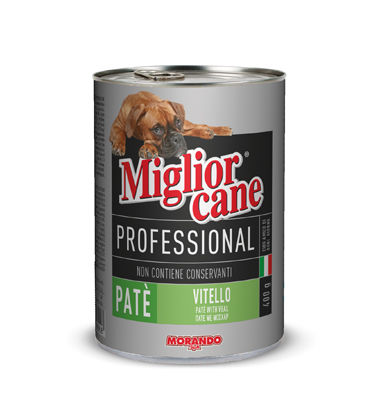 Miglior
cane
PROFESSIONAL
NON CONTIENE CONSERVANTI
PATÈ
VITELLO
PATÈ WITH VEAL
400 g
MORANDO